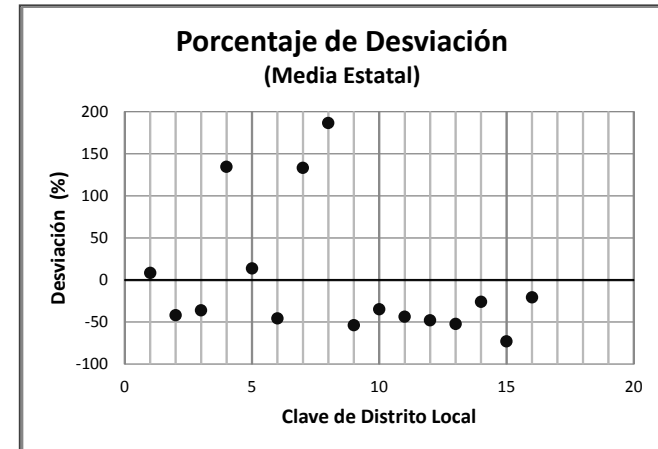 Porcentaje de Desviación
(Media Estatal)
200
150
100
50
0
-50
-100
Desviación (%)
0 5 10 15 20
Clave de Distrito Local